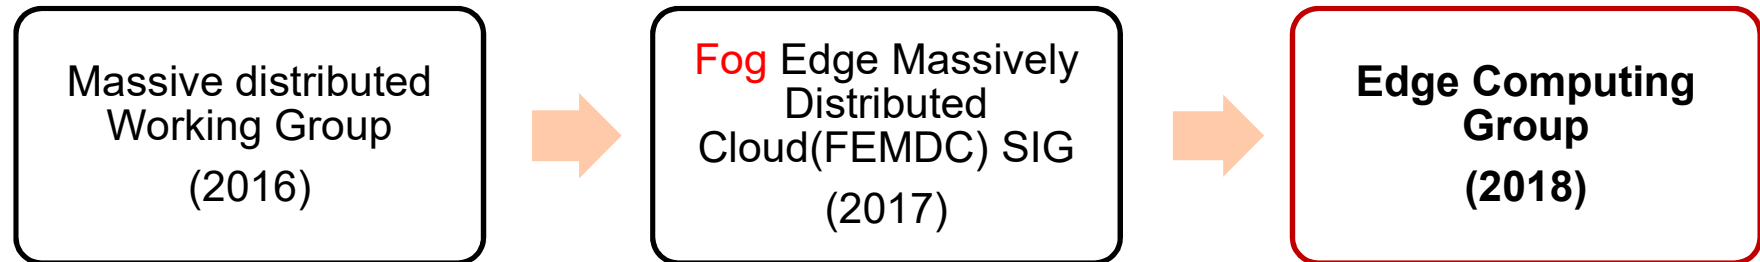 Massive distributed
Working Group
(2016)
Fog Edge Massively
Distributed
Cloud(FEMDC) SIG
(2017)
Edge Computing
Group
(2018)